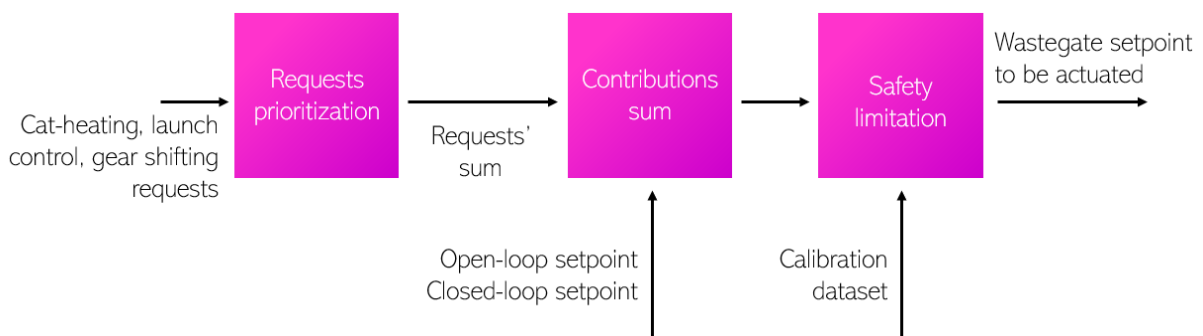 Cat-heating, launch
control, gear shifting
requests
Requests
prioritization
Requests’
sum
Contributions
sum
Open-loop setpoint
Closed-loop setpoint
Safety
limitation
Calibration
dataset
Wastegate setpoint
to be actuated